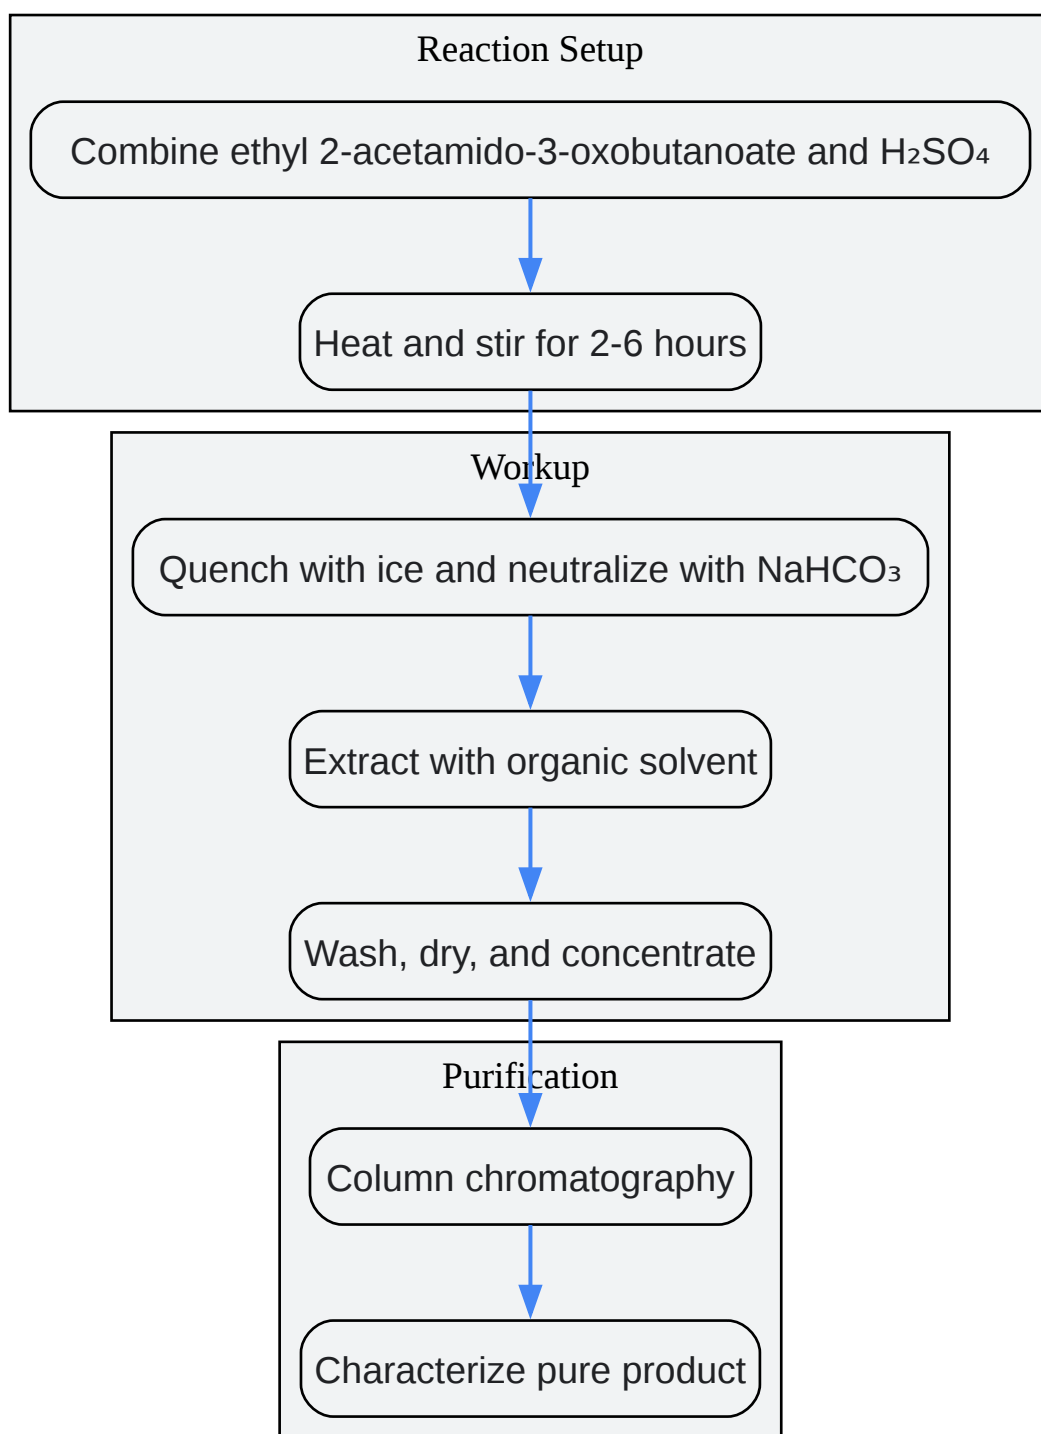 Reaction Setup
Combine ethyl 2-acetamido-3-oxobutanoate and H₂SO₄
Heat and stir for 2-6 hours
Workup
Quench with ice and neutralize with NaHCO₃
Extract with organic solvent
Wash, dry, and concentrate
Purification
Column chromatography
Characterize pure product